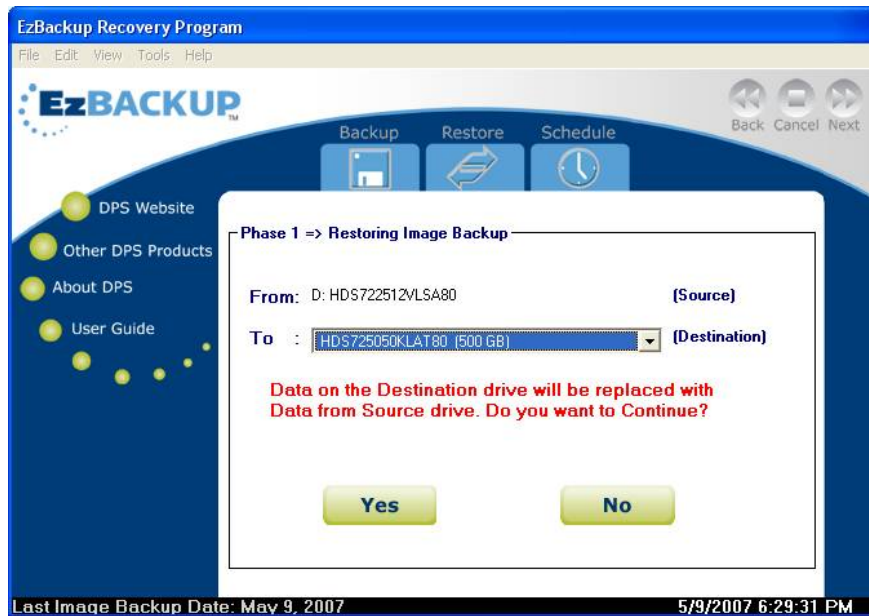 EzBackup Recovery Program
File Edit View Tools Help
EzBACKUP
TM
Back Cancel Next
Backup Restore Schedule
DPS Website
Other DPS Products
About DPS
User Guide
Phase 1 => Restoring Image Backup
From: D: HDS722512VLSA80 (Source)
To : HDS725050KLAT80 (500 GB) (Destination)
Data on the Destination drive will be replaced with
Data from Source drive. Do you want to Continue?
Yes No
Last Image Backup Date: May 9, 2007 5/9/2007 6:29:31 PM